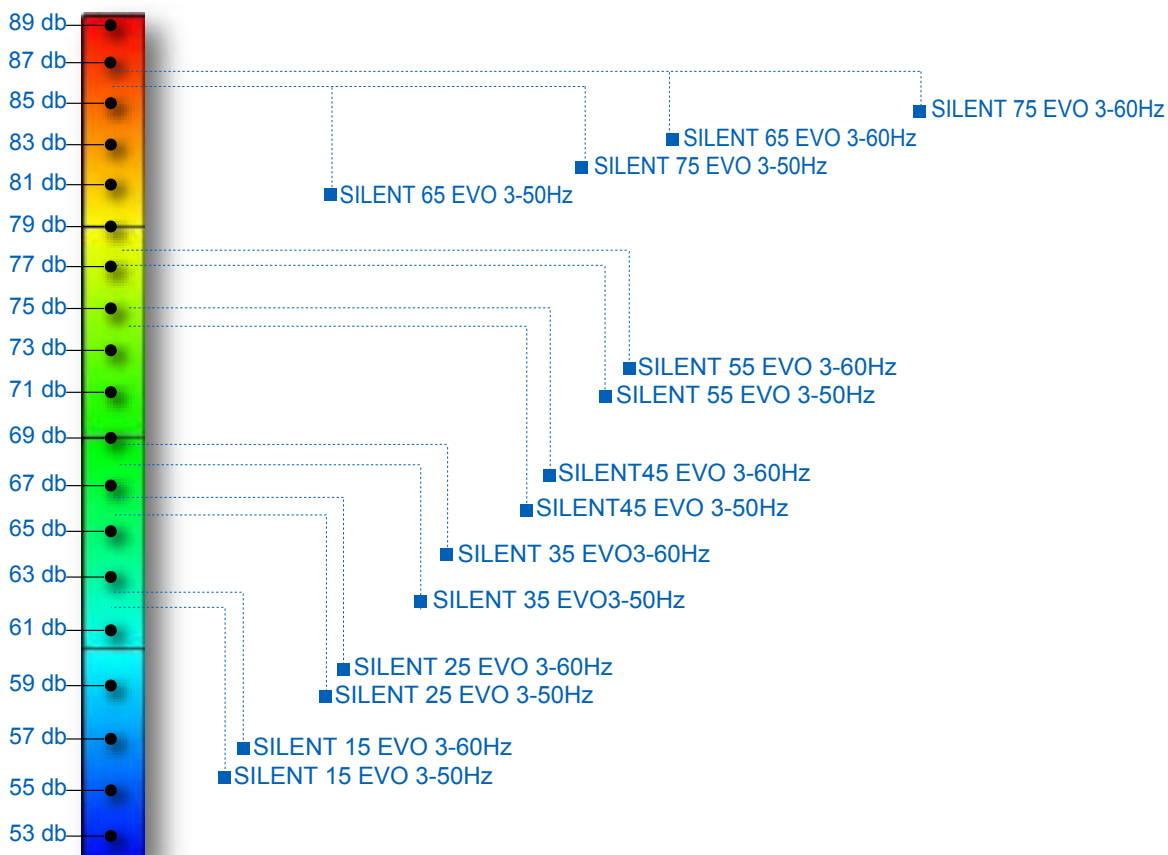 89 db
87 db
85 db
SILENT 75 EVO 3-60Hz
83 db
SILENT 65 EVO 3-60Hz
SILENT 75 EVO 3-50Hz
81 db
SILENT 65 EVO 3-50Hz
79 db
77 db
75 db
73 db
SILENT 55 EVO 3-60Hz
71 db
SILENT 55 EVO 3-50Hz
69 db
SILENT45 EVO 3-60Hz
67 db
SILENT45 EVO 3-50Hz
65 db
SILENT 35 EVO3-60Hz
63 db
SILENT 35 EVO3-50Hz
61 db
SILENT 25 EVO 3-60Hz
59 db
SILENT 25 EVO 3-50Hz
57 db
SILENT 15 EVO 3-60Hz
SILENT 15 EVO 3-50Hz
55 db
53 db